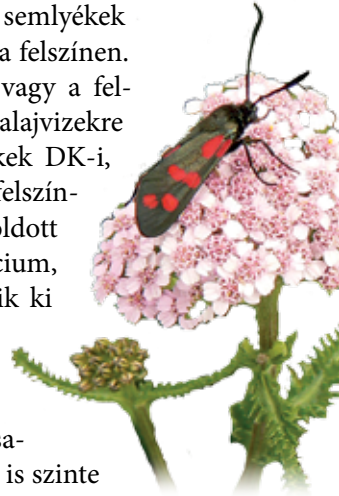 semlyékek
a felszínen.
vagy a fel-
alajvizekre
kek DK-i,
felszín-
oldott
cium,
ik ki
sa-
is szinte